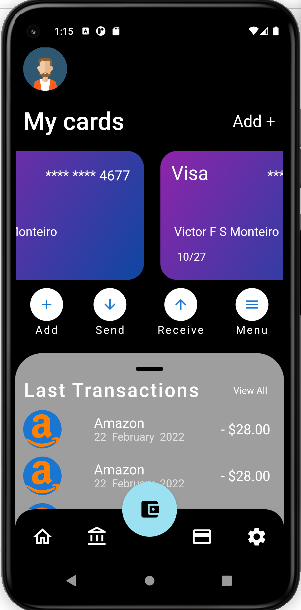 1:15
My cards
Add +
**** **** 4677
Visa
***
Monteiro
Victor F S Monteiro
10/27
Add
Send
Receive
Menu
Last Transactions
View All
Amazon
22 February 2022
- $28.00
Amazon
22 February 2022
- $28.00